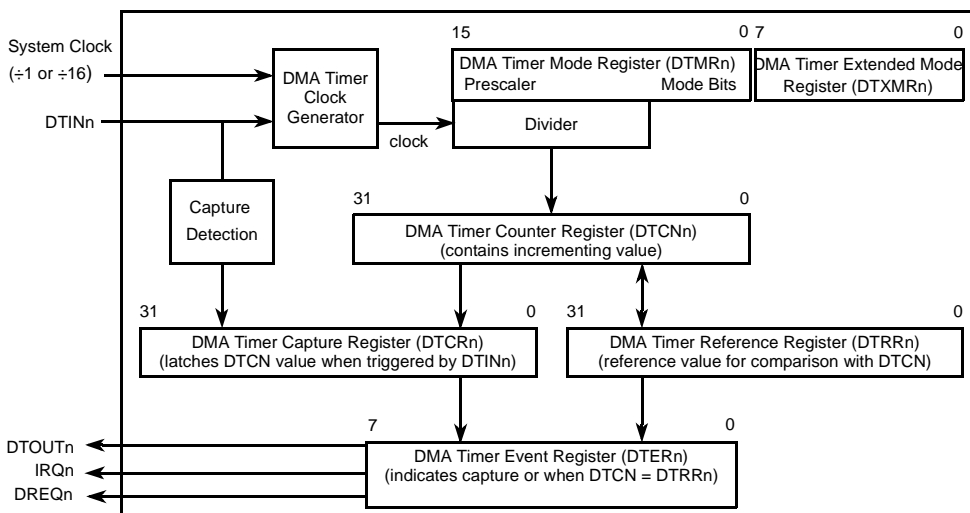 15
0
7
0
System Clock
(÷1 or ÷16)
DMA Timer
Clock
Generator
DMA Timer Mode Register (DTMRn)
Prescaler Mode Bits
DMA Timer Extended Mode
Register (DTXMRn)
DTINn
clock
Divider
Capture
Detection
31
0
DMA Timer Counter Register (DTCNn)
(contains incrementing value)
31
0
31
0
DMA Timer Capture Register (DTCRn)
(latches DTCN value when triggered by DTINn)
DMA Timer Reference Register (DTRRn)
(reference value for comparison with DTCN)
7
0
DMA Timer Event Register (DTERn)
(indicates capture or when DTCN = DTRRn)
DTOUTn
IRQn
DREQn